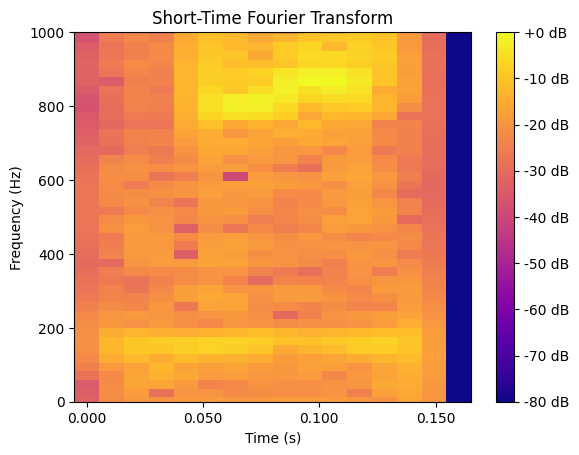 Short-Time Fourier Transform
Frequency (Hz)
1000
800
600
400
200
0
0.000
0.050
0.100
0.150
Time (s)
+0 dB
-10 dB
-20 dB
-30 dB
-40 dB
-50 dB
-60 dB
-70 dB
-80 dB